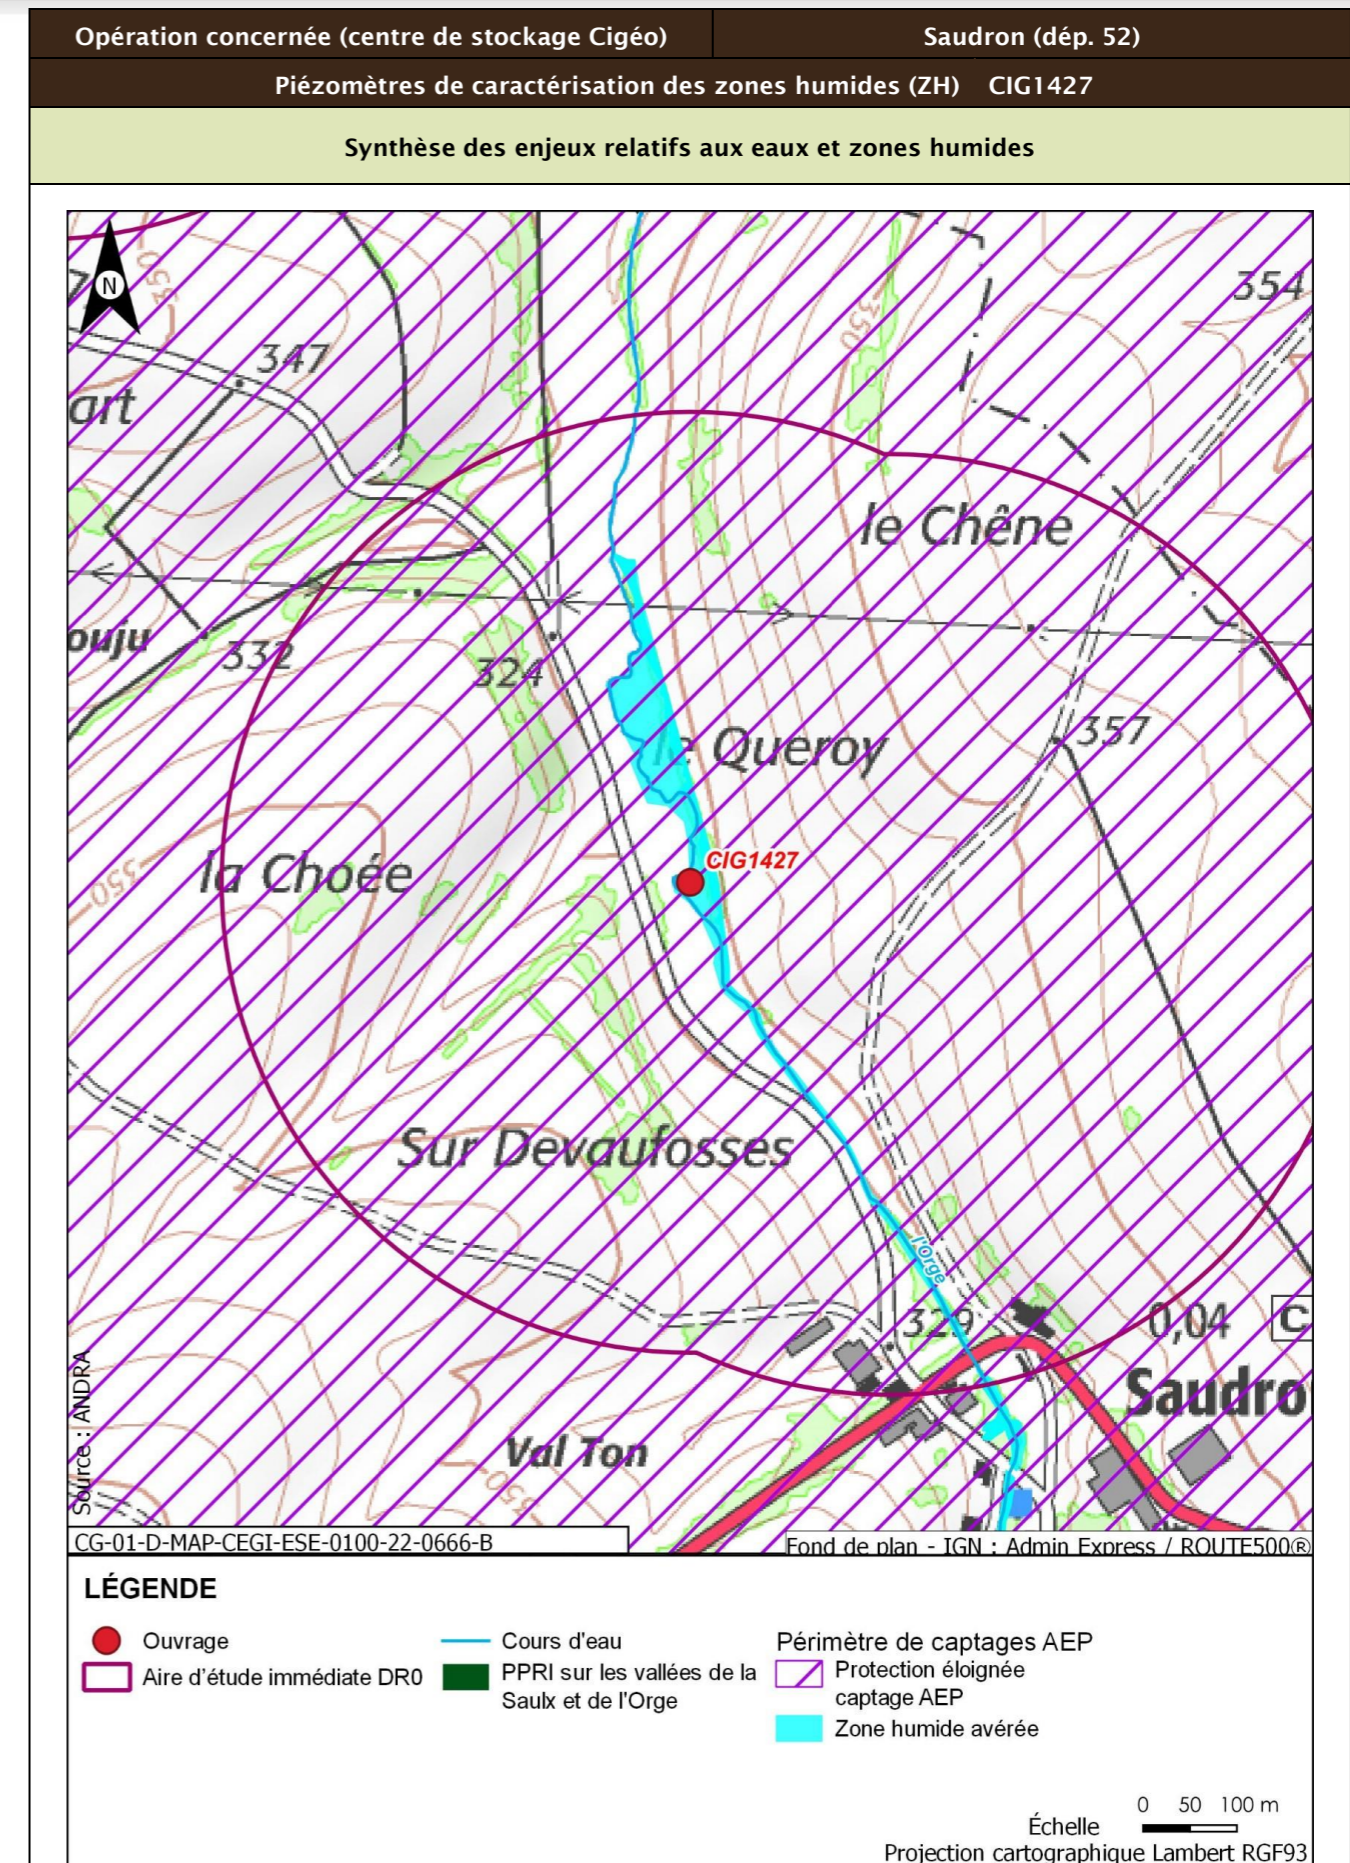 Opération concernée (centre de stockage Cigéo) Saudron (dép. 52)
Piézomètres de caractérisation des zones humides (ZH) CIG1427
Synthèse des enjeux relatifs aux eaux et zones humides
N
350
354
350
347
art
le Chêne
ouju
332
324
357
le Queroy
CIG1427
la Choée
350
Sur Devaufosses
l'Orge
329
0,04
C
Saudro
Val Ton
350
Source : ANDRA
CG-01-D-MAP-CEGI-ESE-0100-22-0666-B
Fond de plan - IGN : Admin Express / ROUTE500®
LÉGENDE
Ouvrage
Aire d'étude immédiate DR0
Cours d'eau
PPRI sur les vallées de la
Saulx et de l'Orge
Périmètre de captages AEP
Protection éloignée
captage AEP
Zone humide avérée
0 50 100 m
Échelle
Projection cartographique Lambert RGF93